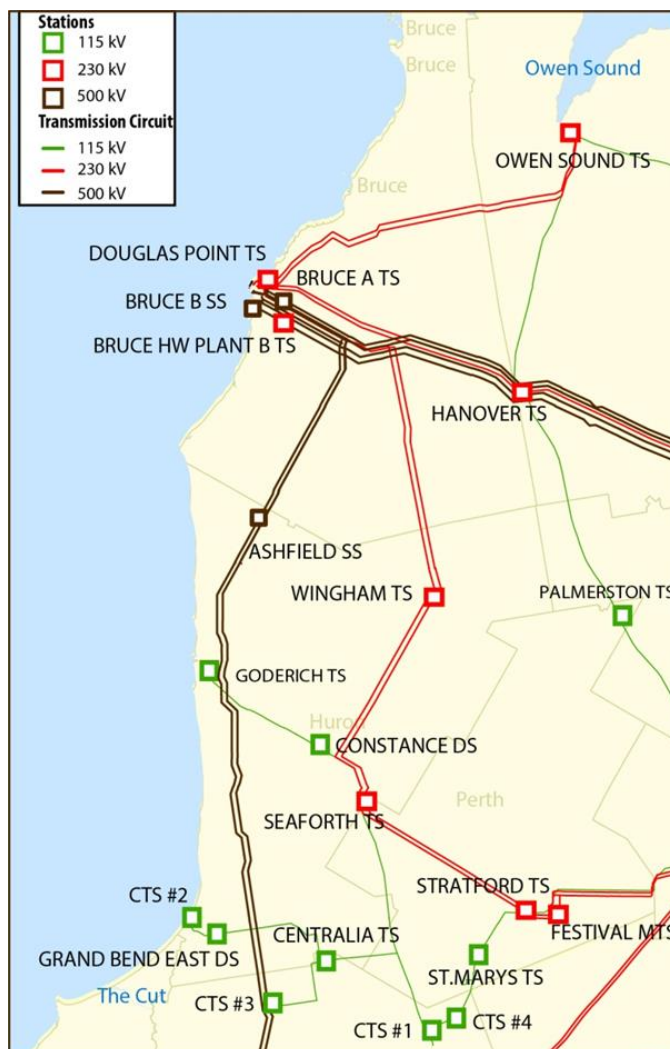 Stations
115 kV
230 kV
500 kV
Transmission Circuit
115 kV
230 kV
500 kV
Bruce
Bruce
Owen Sound
OWEN SOUND TS
Bruce
DOUGLAS POINT TS
BRUCE A TS
BRUCE B SS
BRUCE HW PLANT B TS
HANOVER TS
ASHFIELD SS
WINGHAM TS
PALMERSTON TS
GODERICH TS
Huron
CONSTANCE DS
Perth
SEAFORTH TS
STRATFORD TS
CTS #2
FESTIVAL MTS
CENTRALIA TS
GRAND BEND EAST DS
ST.MARYS TS
The Cut
CTS #3
CTS #4
CTS #1